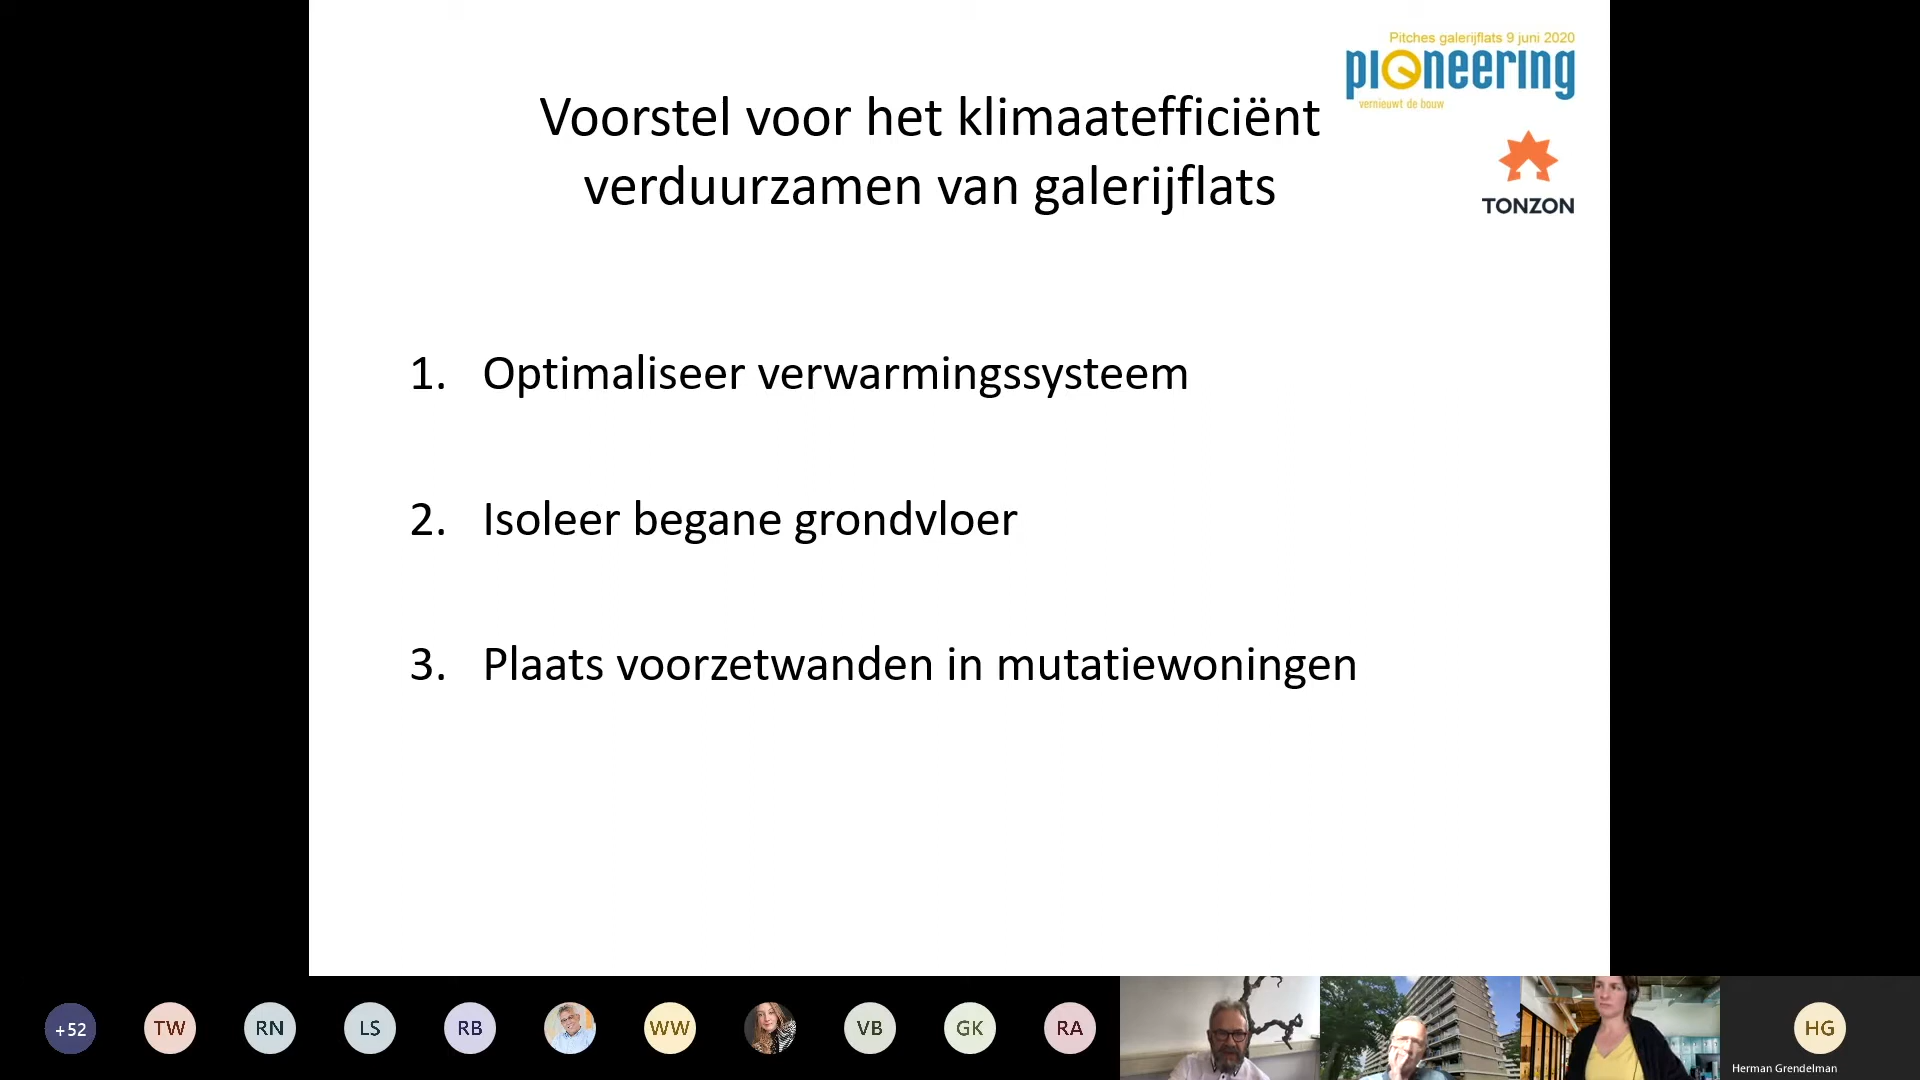 Pitches galerijflats 9 juni 2020
pioneering
vernieuwt de bouw
Voorstel voor het klimaatefficiënt
verduurzamen van galerijflats
TONZON
1. Optimaliseer verwarmingssysteem
2. Isoleer begane grondvloer
3. Plaats voorzetwanden in mutatiewoningen
+52
TW
RN
LS
RB
WW
VB
GK
RA
HG
Herman Grendelman